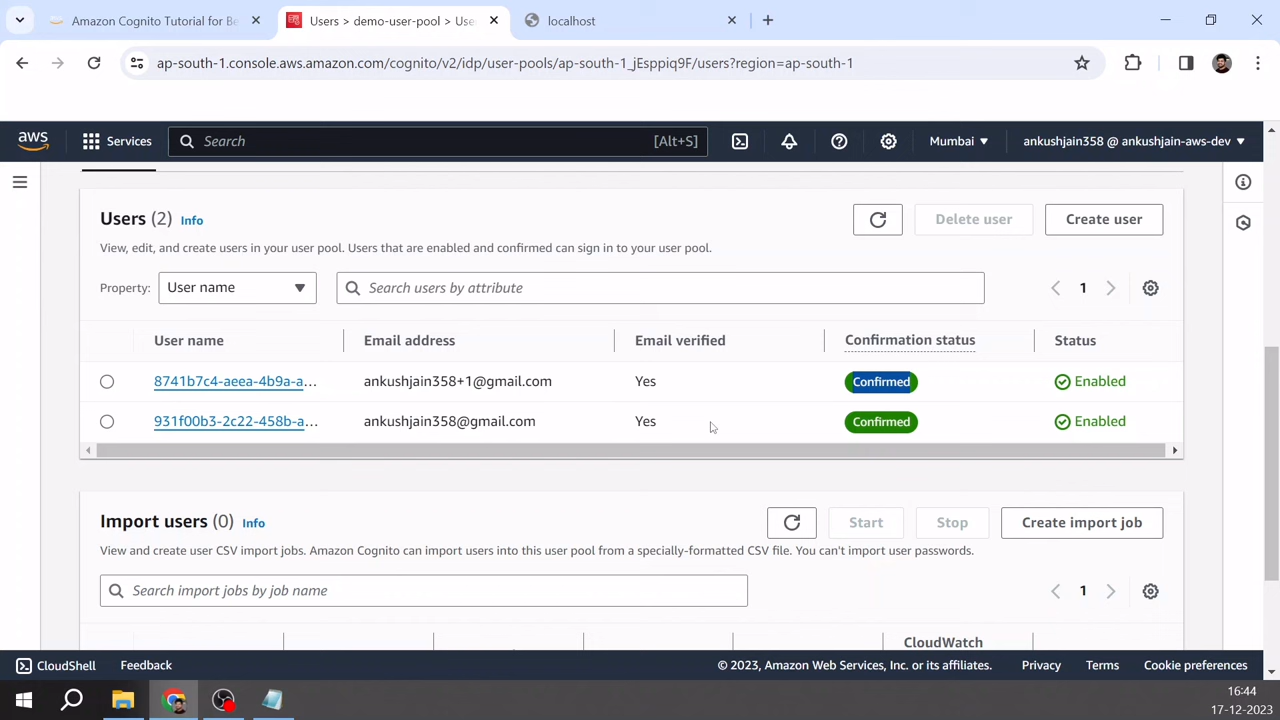 Amazon Cognito Tutorial for Be
Users > demo-user-pool > Use
localhost
ap-south-1.console.aws.amazon.com/cognito/v2/idp/user-pools/ap-south-1_jEsppiq9F/users?region=ap-south-1
aws
Services
Search
[Alt+S]
Mumbai
ankushjain358 @ ankushjain-aws-dev
Users (2) Info
Delete user
Create user
View, edit, and create users in your user pool. Users that are enabled and confirmed can sign in to your user pool.
Property:
User name
Search users by attribute
1
User name
Email address
Email verified
Confirmation status
Status
8741b7c4-aeea-4b9a-a...
ankushjain358+1@gmail.com
Yes
Confirmed
Enabled
931f00b3-2c22-458b-a...
ankushjain358@gmail.com
Yes
Confirmed
Enabled
Import users (0) Info
Start
Stop
Create import job
View and create user CSV import jobs. Amazon Cognito can import users into this user pool from a specially-formatted CSV file. You can't import user passwords.
Search import jobs by job name
1
CloudWatch
CloudShell
Feedback
© 2023, Amazon Web Services, Inc. or its affiliates.
Privacy
Terms
Cookie preferences
16:44
17-12-2023